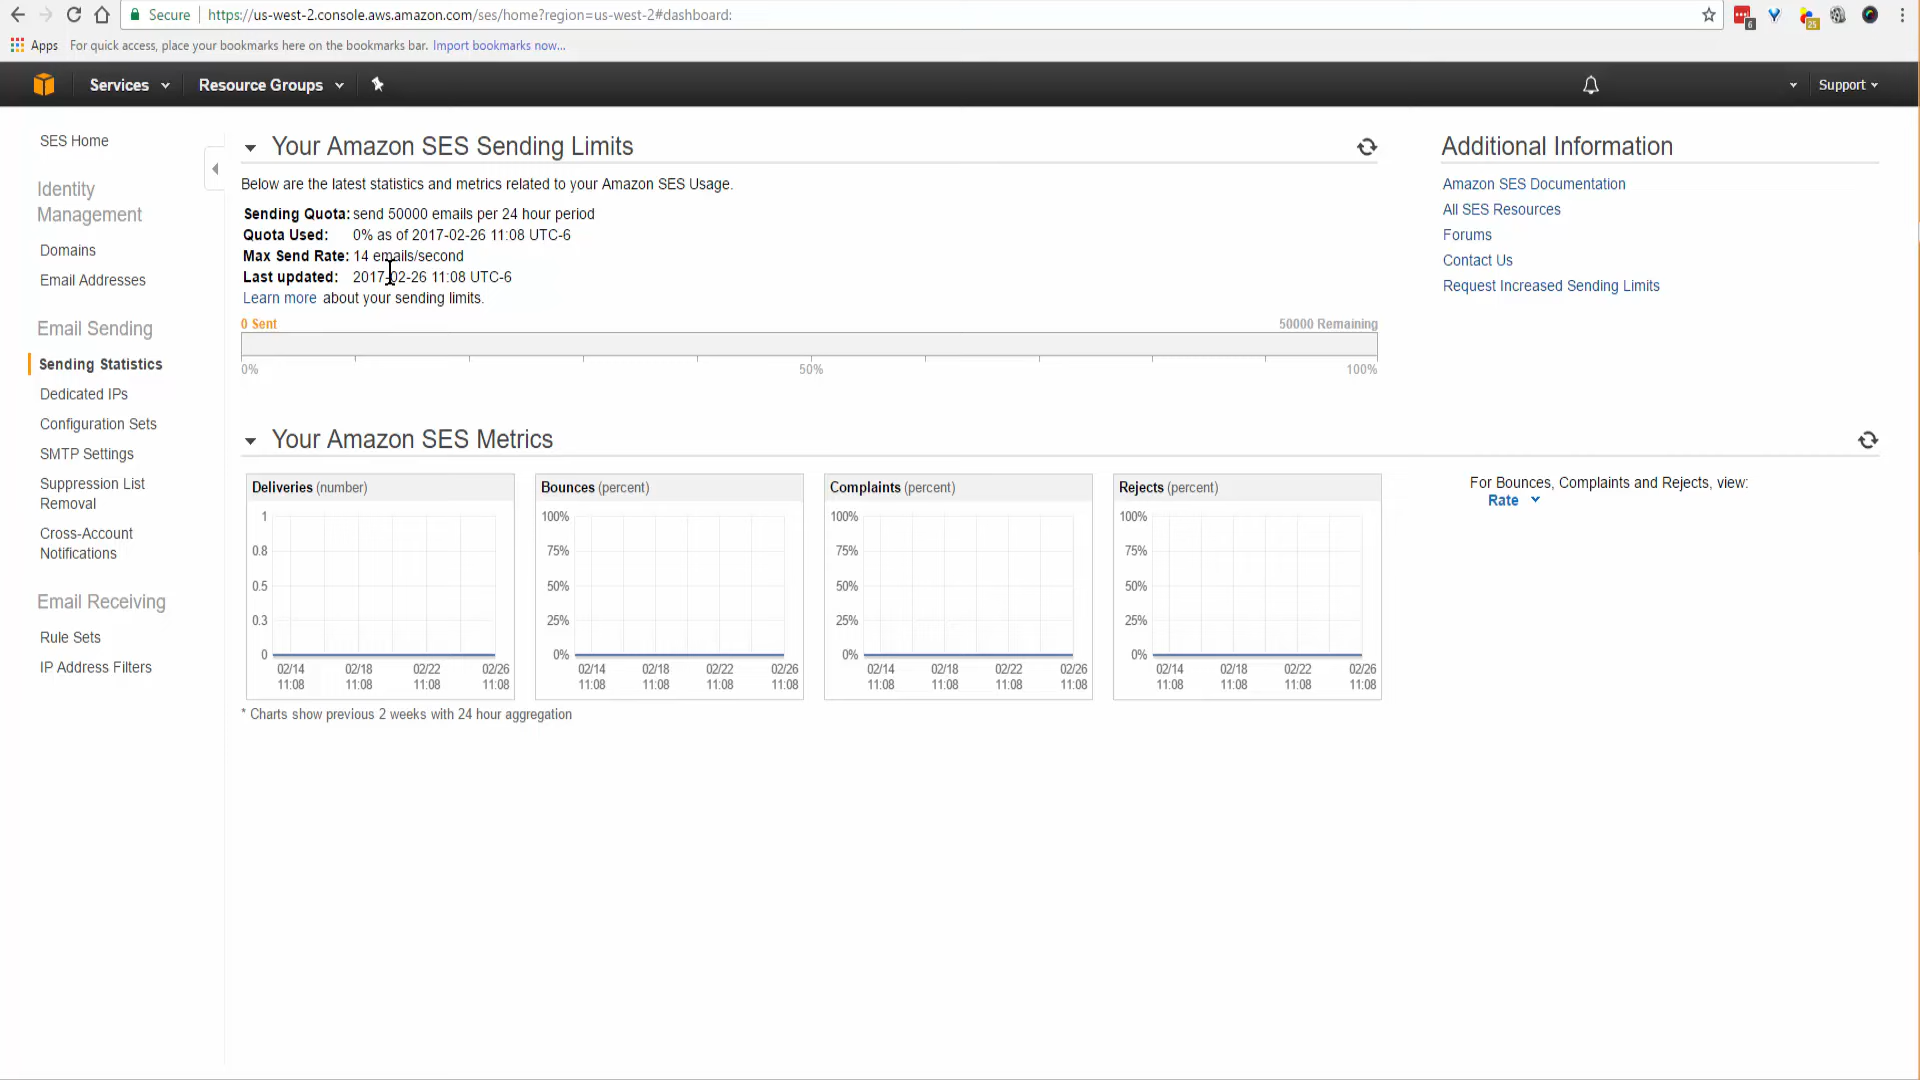 Secure https://us-west-2.console.aws.amazon.com/ses/home?region=us-west-2#dashboard:
6
25
Apps For quick access, place your bookmarks here on the bookmarks bar. Import bookmarks now...
Services Resource Groups Support
SES Home
Identity
Management
Domains
Email Addresses
Email Sending
Sending Statistics
Dedicated IPs
Configuration Sets
SMTP Settings
Suppression List
Removal
Cross-Account
Notifications
Email Receiving
Rule Sets
IP Address Filters
Your Amazon SES Sending Limits
Below are the latest statistics and metrics related to your Amazon SES Usage.
Sending Quota: send 50000 emails per 24 hour period
Quota Used: 0% as of 2017-02-26 11:08 UTC-6
Max Send Rate: 14 emails/second
Last updated: 2017-02-26 11:08 UTC-6
Learn more about your sending limits.
0 Sent 50000 Remaining
0% 50% 100%
Your Amazon SES Metrics
Deliveries (number)
1
0.8
0.5
0.3
0
02/14 02/18 02/22 02/26
11:08 11:08 11:08 11:08
Bounces (percent)
100%
75%
50%
25%
0%
02/14 02/18 02/22 02/26
11:08 11:08 11:08 11:08
Complaints (percent)
100%
75%
50%
25%
0%
02/14 02/18 02/22 02/26
11:08 11:08 11:08 11:08
Rejects (percent)
100%
75%
50%
25%
0%
02/14 02/18 02/22 02/26
11:08 11:08 11:08 11:08
For Bounces, Complaints and Rejects, view:
Rate
* Charts show previous 2 weeks with 24 hour aggregation
Additional Information
Amazon SES Documentation
All SES Resources
Forums
Contact Us
Request Increased Sending Limits